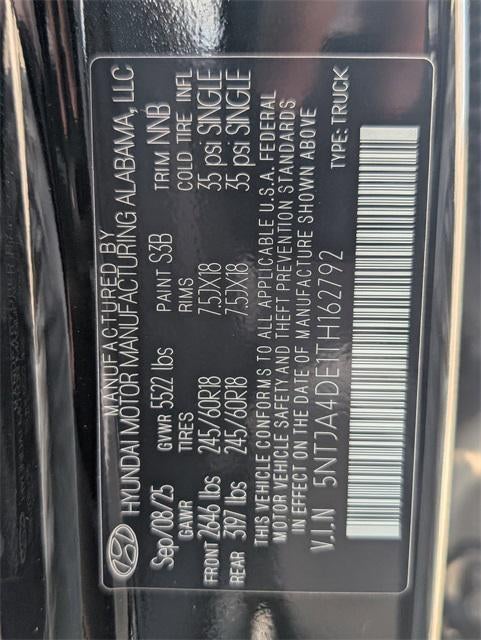 MANUFACTURED BY
HYUNDAI MOTOR MANUFACTURING ALABAMA, LLC
Sep/08/25 GVWR 5522 lbs PAINT S3B TRIM NNB
GAWR TIRES RIMS COLD TIRE INFL
FRONT 2646 lbs 245/60R18 7.5JX18 35 psi SINGLE
REAR 3197 lbs 245/60R18 7.5JX18 35 psi SINGLE
THIS VEHICLE CONFORMS TO ALL APPLICABLE U.S.A. FEDERAL
MOTOR VEHICLE SAFETY AND THEFT PREVENTION STANDARDS
IN EFFECT ON THE DATE OF MANUFACTURE SHOWN ABOVE
V.I.N 5NTJA4DE1TH162792 TYPE: TRUCK